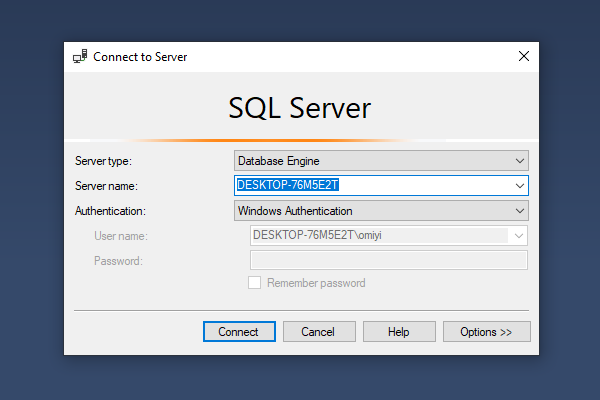 Connect to Server
SQL Server
Server type: Database Engine
Server name: DESKTOP-76M5E2T
Authentication: Windows Authentication
User name: DESKTOP-76M5E2T\omiyi
Password:
Remember password
Connect Cancel Help Options >>